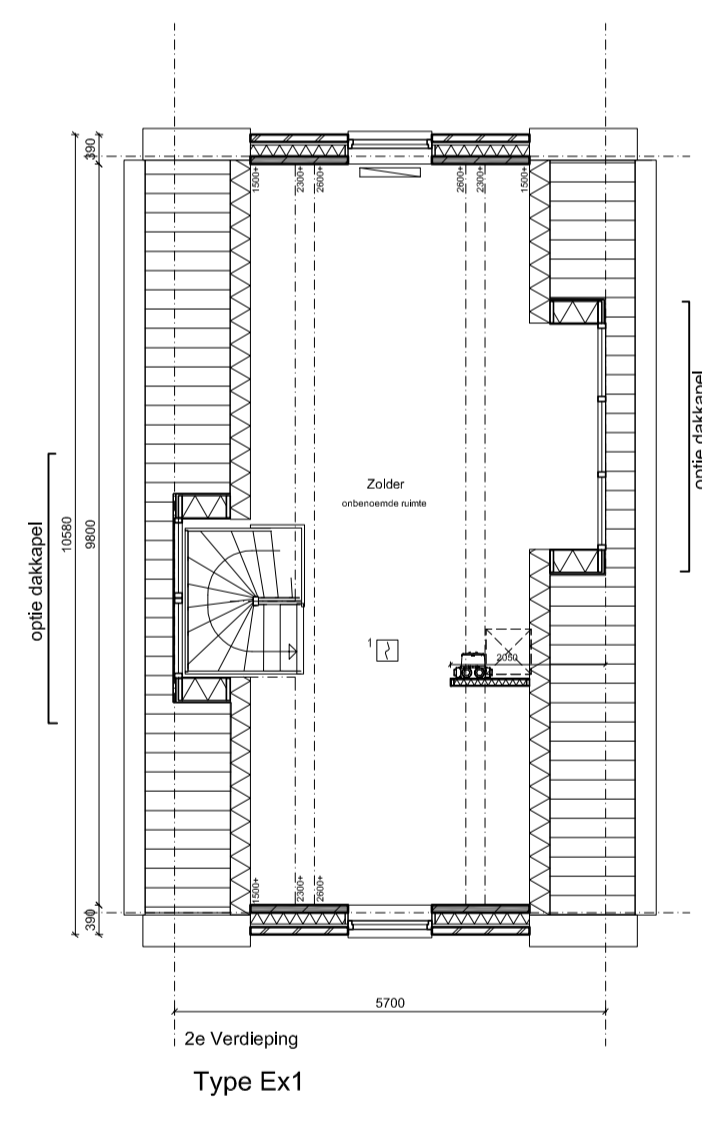 390
1500+
2300+
2600+
2600+
2300+
1500+
optie dakkapel
Zolder
onbenoemde ruimte
optie dakkapel
10580
9800
1
2050
1500+
2300+
2600+
390
5700
2e Verdieping
Type Ex1